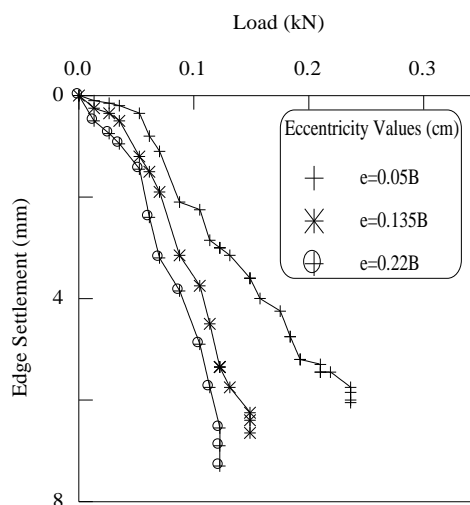 Load (kN)
0.0 0.1 0.2 0.3
0
4
8
Edge Settlement (mm)
Eccentricity Values (cm)
e=0.05B
e=0.135B
e=0.22B